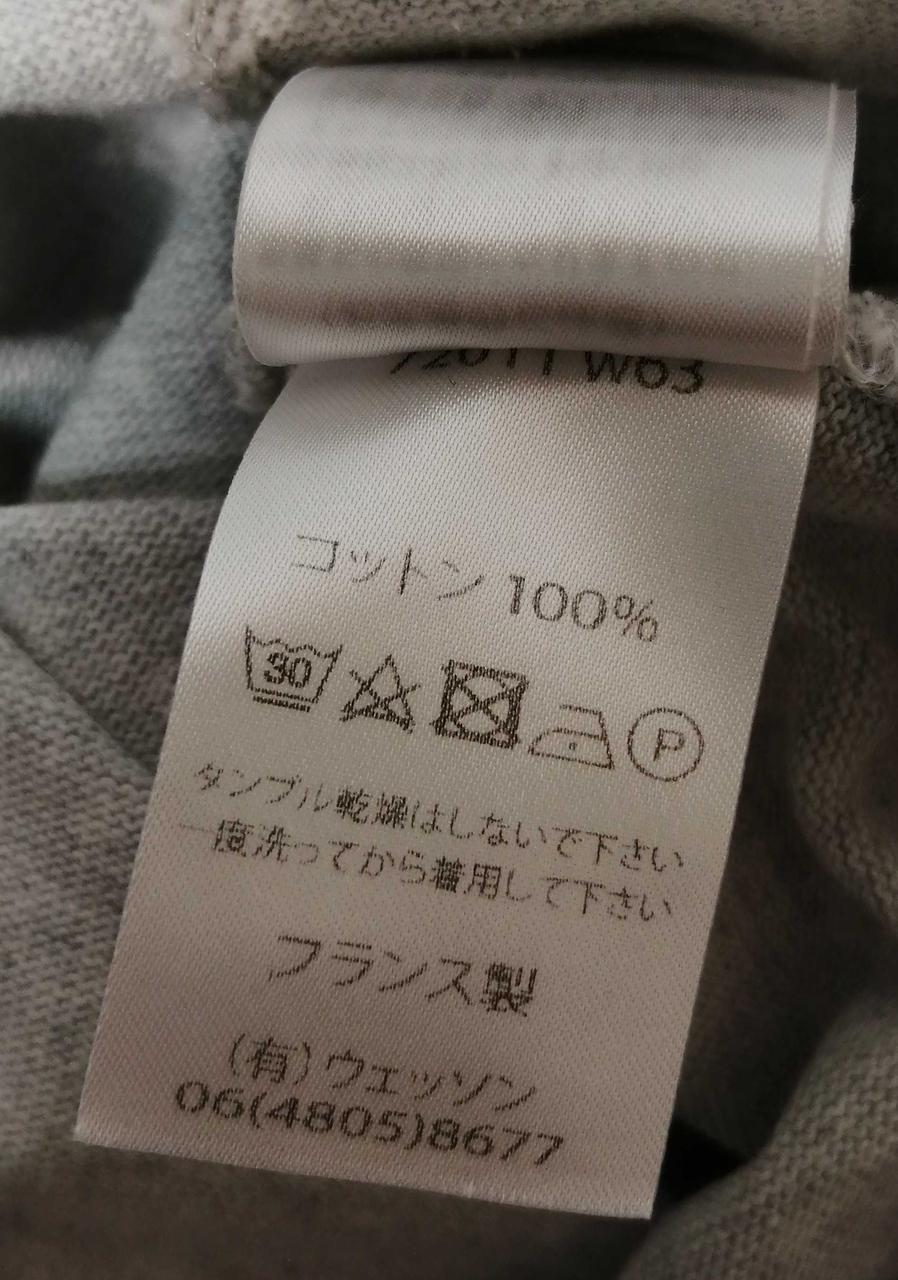 2011 W63
コットン 100%
30
P
タンブル乾燥はしないで下さい
一度洗ってから着用して下さい
フランス製
(有)ウェッソン
06(4805)8677